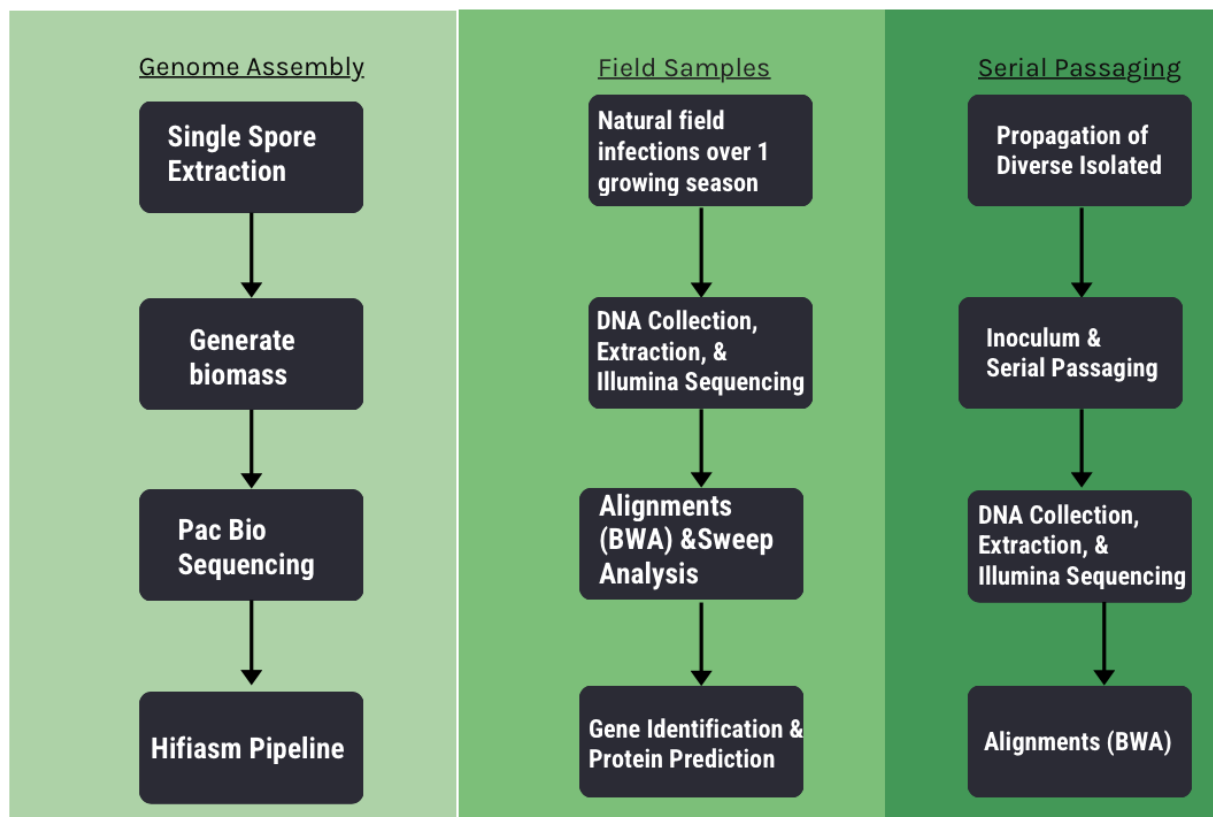 Genome Assembly
Single Spore
Extraction
Generate
biomass
Pac Bio
Sequencing
Hifiasm Pipeline
Field Samples
Natural field
infections over 1
growing season
DNA Collection,
Extraction, &
Illumina Sequencing
Alignments
(BWA) &Sweep
Analysis
Gene Identification &
Protein Prediction
Serial Passaging
Propagation of
Diverse Isolated
Inoculum &
Serial Passaging
DNA Collection,
Extraction, &
Illumina Sequencing
Alignments (BWA)